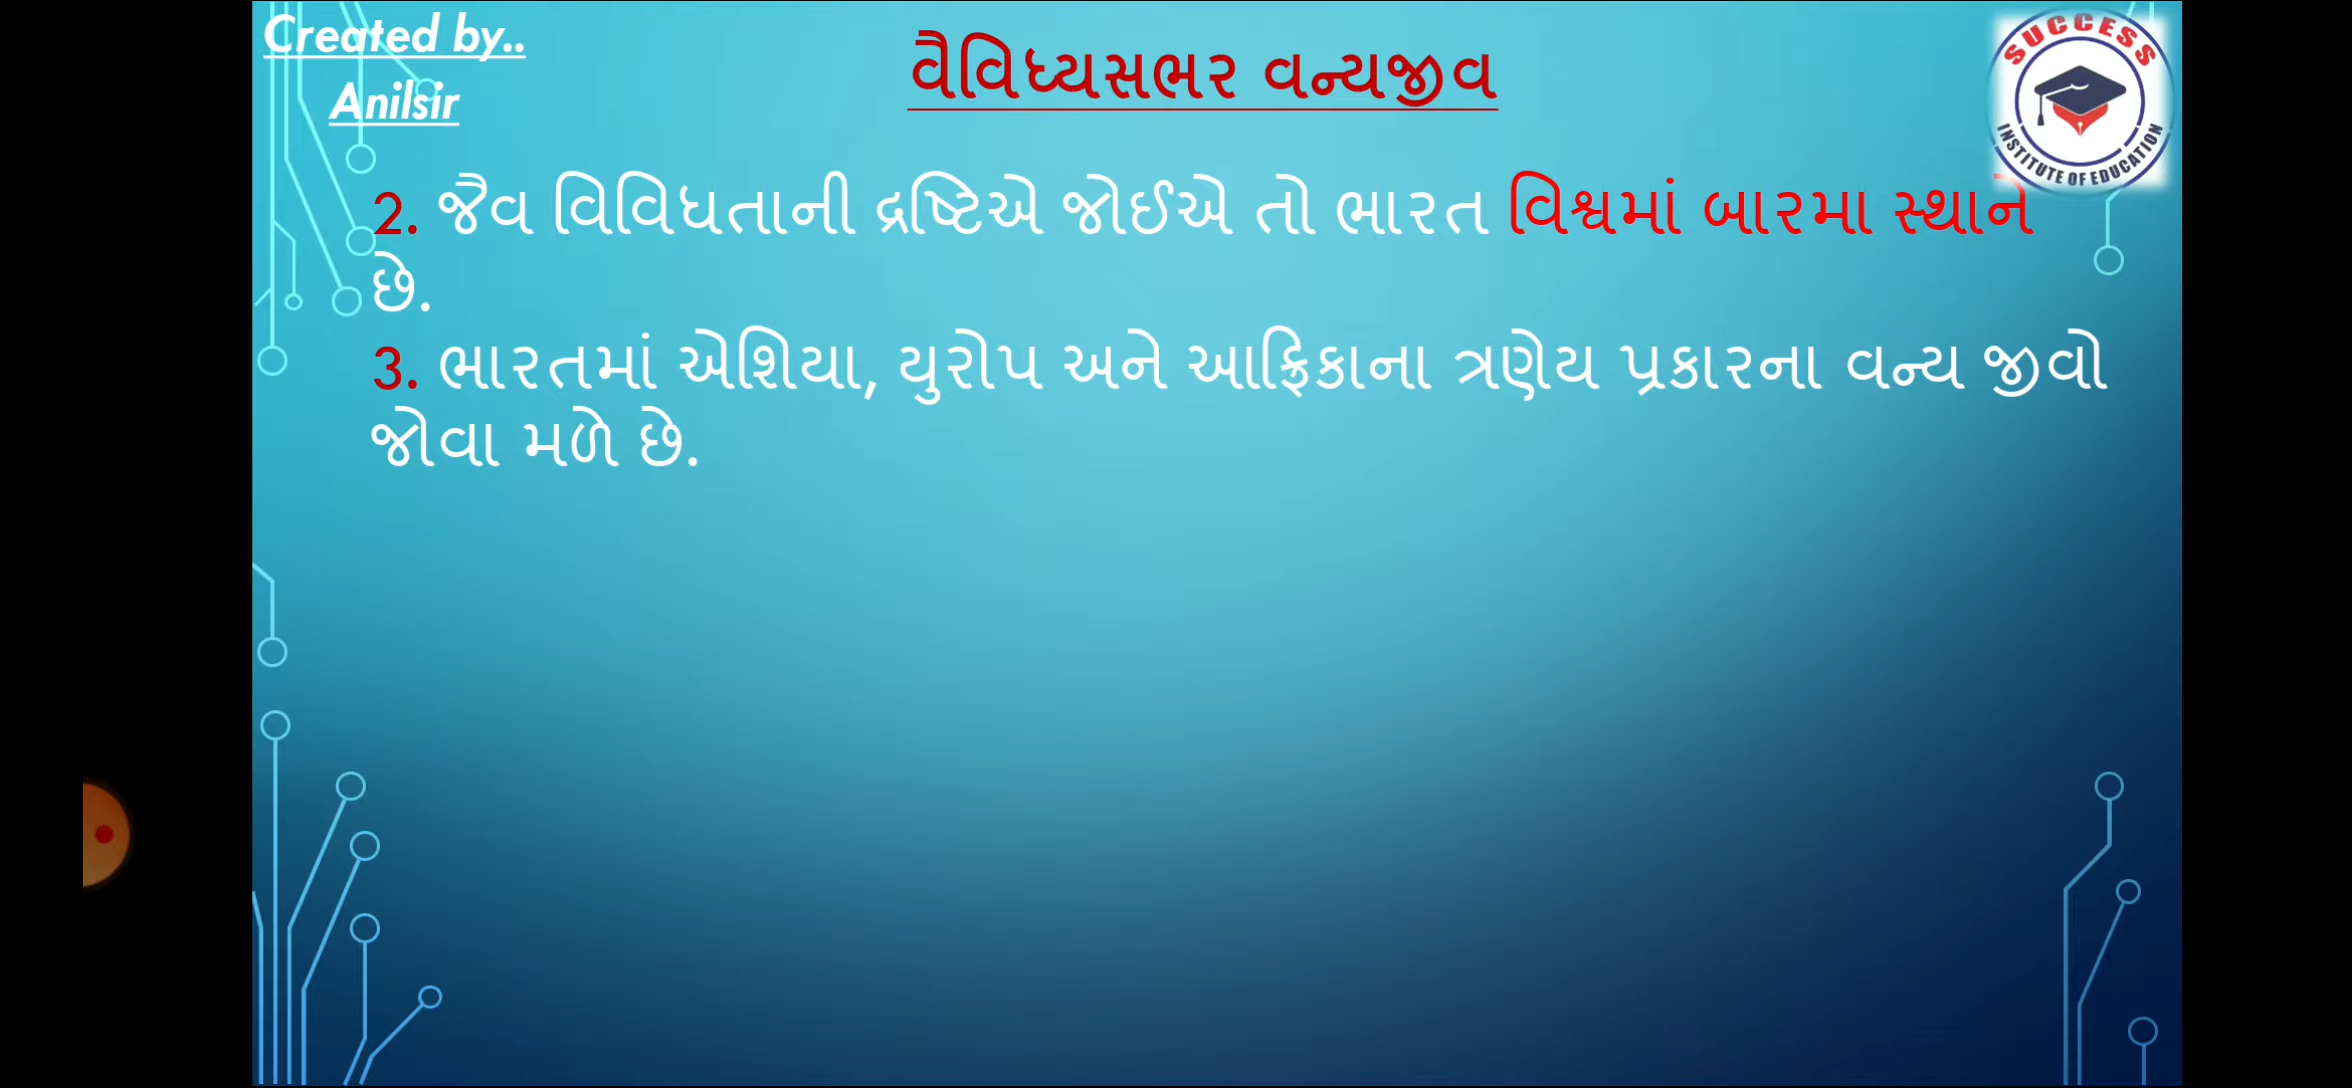 Created by..
Anilsir
વૈવિધ્યસભર વન્યજીવ
SUCCESS
INSTITUTE OF EDUCATION
2. જૈવ વિવિધતાની દ્રષ્ટિએ જોઈએ તો ભારત વિશ્વમાં બારમા સ્થાને
છે.
3. ભારતમાં એશિયા, યુરોપ અને આફ્રિકાના ત્રણેય પ્રકારના વન્ય જીવો
જોવા મળે છે.